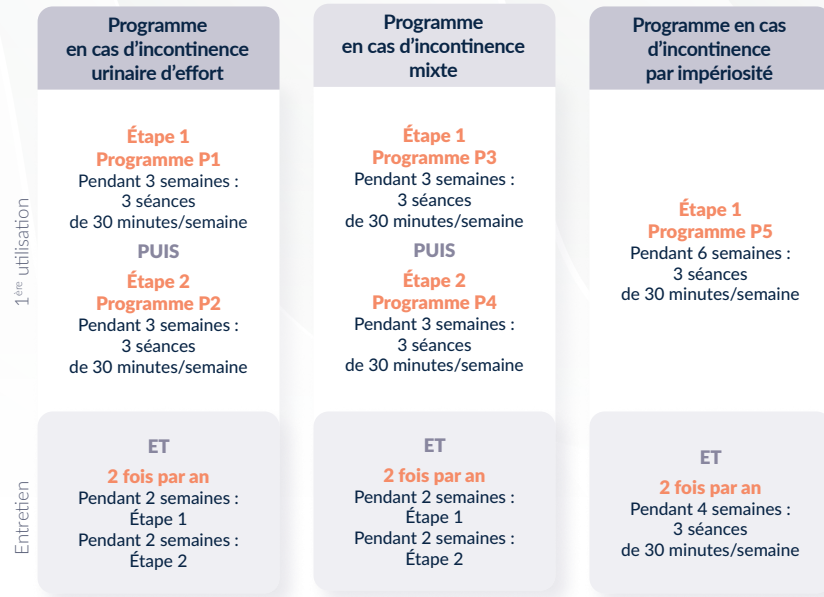 Programme
en cas d'incontinence
urinaire d'effort
Étape 1
Programme P1
Pendant 3 semaines :
3 séances
de 30 minutes/semaine
PUIS
Étape 2
Programme P2
Pendant 3 semaines :
3 séances
de 30 minutes/semaine
ET
2 fois par an
Pendant 2 semaines :
Étape 1
Pendant 2 semaines :
Étape 2
Programme
en cas d'incontinence
mixte
Étape 1
Programme P3
Pendant 3 semaines :
3 séances
de 30 minutes/semaine
PUIS
Étape 2
Programme P4
Pendant 3 semaines :
3 séances
de 30 minutes/semaine
ET
2 fois par an
Pendant 2 semaines :
Étape 1
Pendant 2 semaines :
Étape 2
Programme en cas
d'incontinence
par impériosité
Étape 1
Programme P5
Pendant 6 semaines :
3 séances
de 30 minutes/semaine
ET
2 fois par an
Pendant 4 semaines :
3 séances
de 30 minutes/semaine
1ère utilisation
Entretien